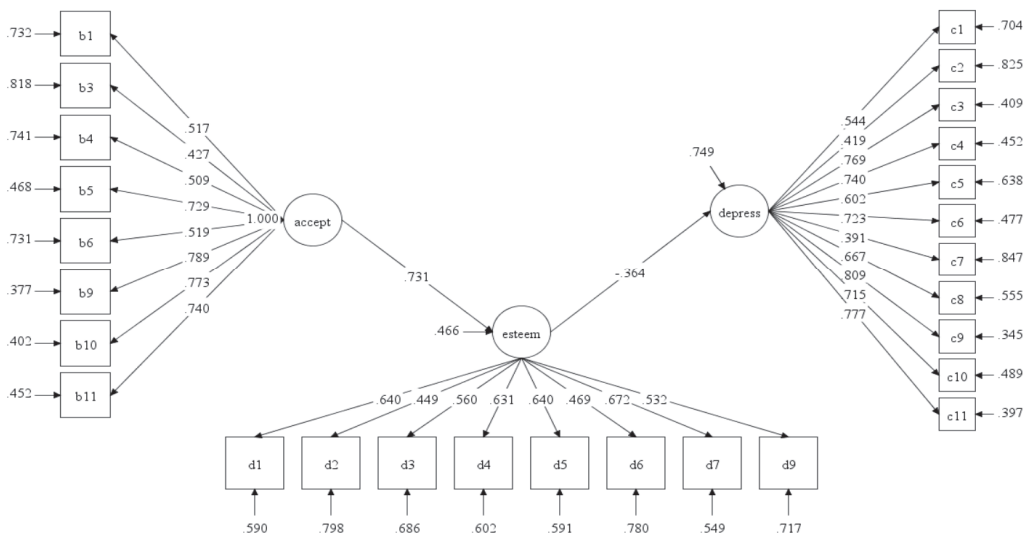 .732 b1
.818 b3
.741 b4
.468 b5
.731 b6
.377 b9
.402 b10
.452 b11
.517
.427
.509
.729
.519
.789
.773
.740
1.000 accept
.731
.466 esteem
-.364
.749
depress
.544
.419
.769
.740
.602
.723
.391
.667
.809
.715
.777
c1 .704
c2 .825
c3 .409
c4 .452
c5 .638
c6 .477
c7 .847
c8 .555
c9 .345
c10 .489
c11 .397
.640 .449 .560 .631 .640 .469 .672 .532
d1 d2 d3 d4 d5 d6 d7 d9
.590 .798 .686 .602 .591 .780 .549 .717